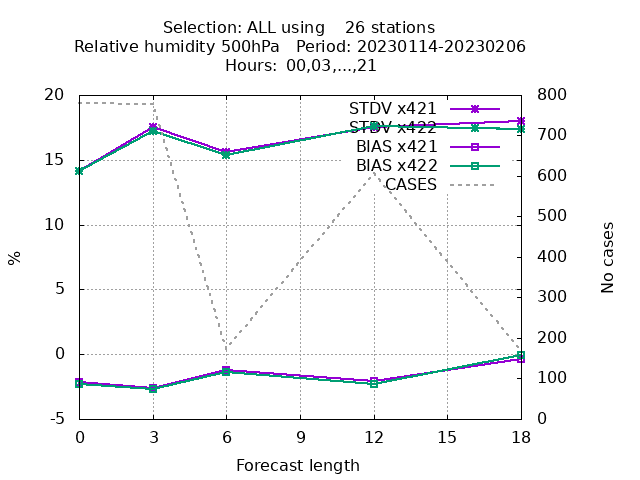 Selection: ALL using    26 stations
Relative humidity 500hPa   Period: 20230114-20230206
Hours: 00,03,...,21
20
15
10
5
0
-5
%
800
700
600
500
400
300
200
100
0
No cases
STDV x421
STDV x422
BIAS x421
BIAS x422
CASES
0 3 6 9 12 15 18
Forecast length